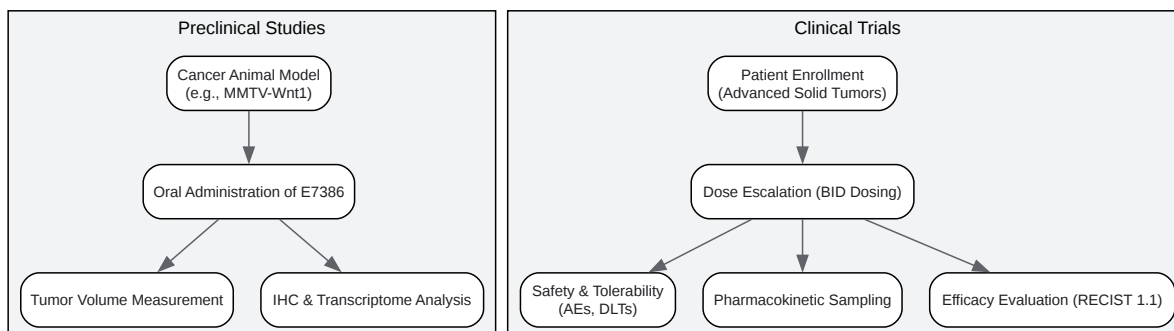 Preclinical Studies
Cancer Animal Model
(e.g., MMTV-Wnt1)
Oral Administration of E7386
Tumor Volume Measurement
IHC & Transcriptome Analysis
Clinical Trials
Patient Enrollment
(Advanced Solid Tumors)
Dose Escalation (BID Dosing)
Safety & Tolerability
(AEs, DLTs)
Pharmacokinetic Sampling
Efficacy Evaluation (RECIST 1.1)